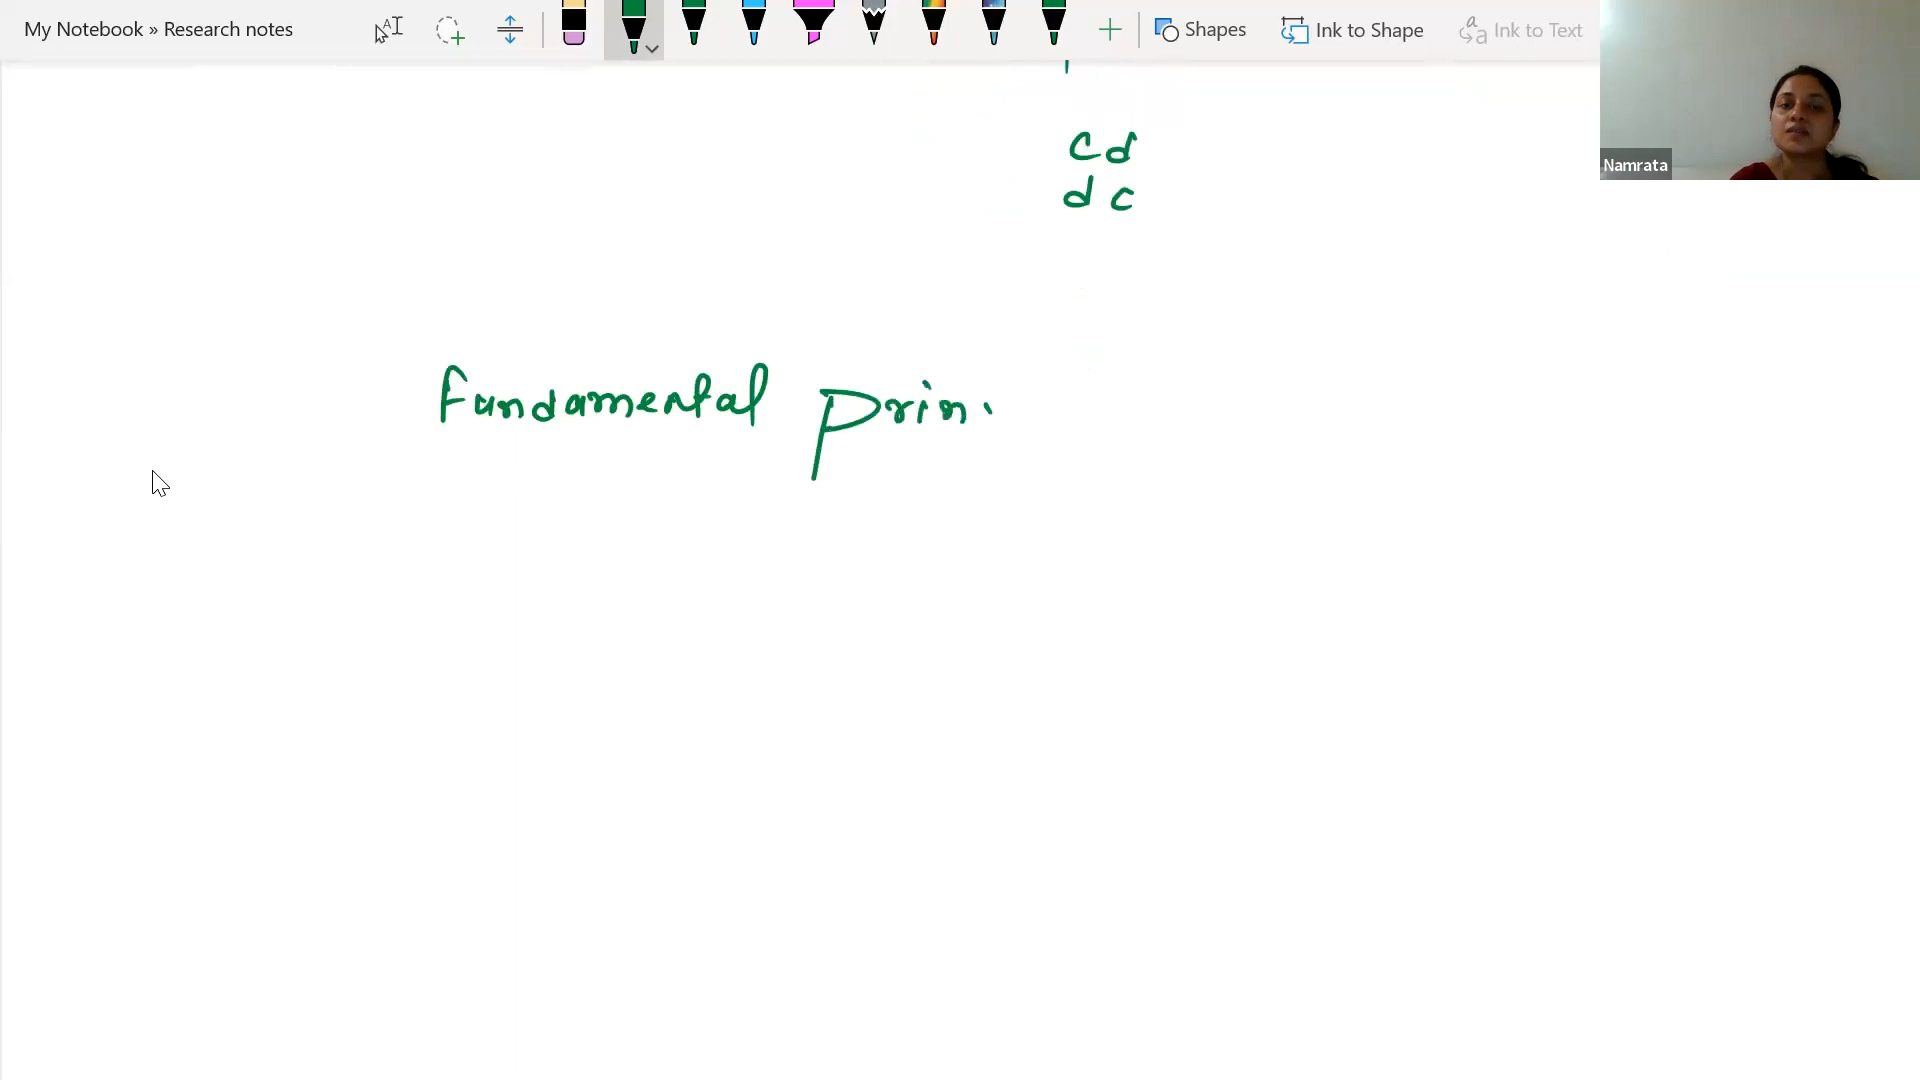 My Notebook » Research notes
Shapes
Ink to Shape
Ink to Text
Namrata
cd
dc
fundamental prin